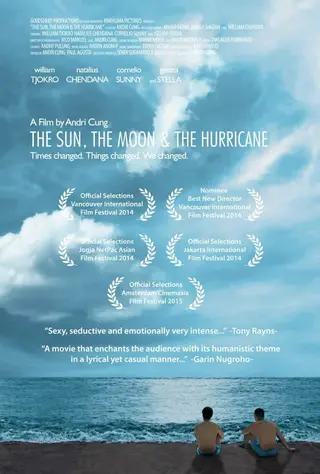 william natalius cornelio gesata
TJOKRO CHENDANA SUNNY and STELLA
A Film by Andri Cung
THE SUN, THE MOON & THE HURRICANE
Times changed. Things changed. We changed.
Official Selections
Vancouver International
Film Festival 2014
Nominee
Best New Director
Vancouver International
Film Festival 2014
Official Selections
Jogja NetPac Asian
Film Festival 2014
Official Selections
Jakarta International
Film Festival 2014
Official Selections
Amsterdam Cinemasia
Film Festival 2015
"Sexy, seductive and emotionally very intense..." -Tony Rayns-
"A movie that enchants the audience with its humanistic theme
in a lyrical yet casual manner..." -Garin Nugroho-